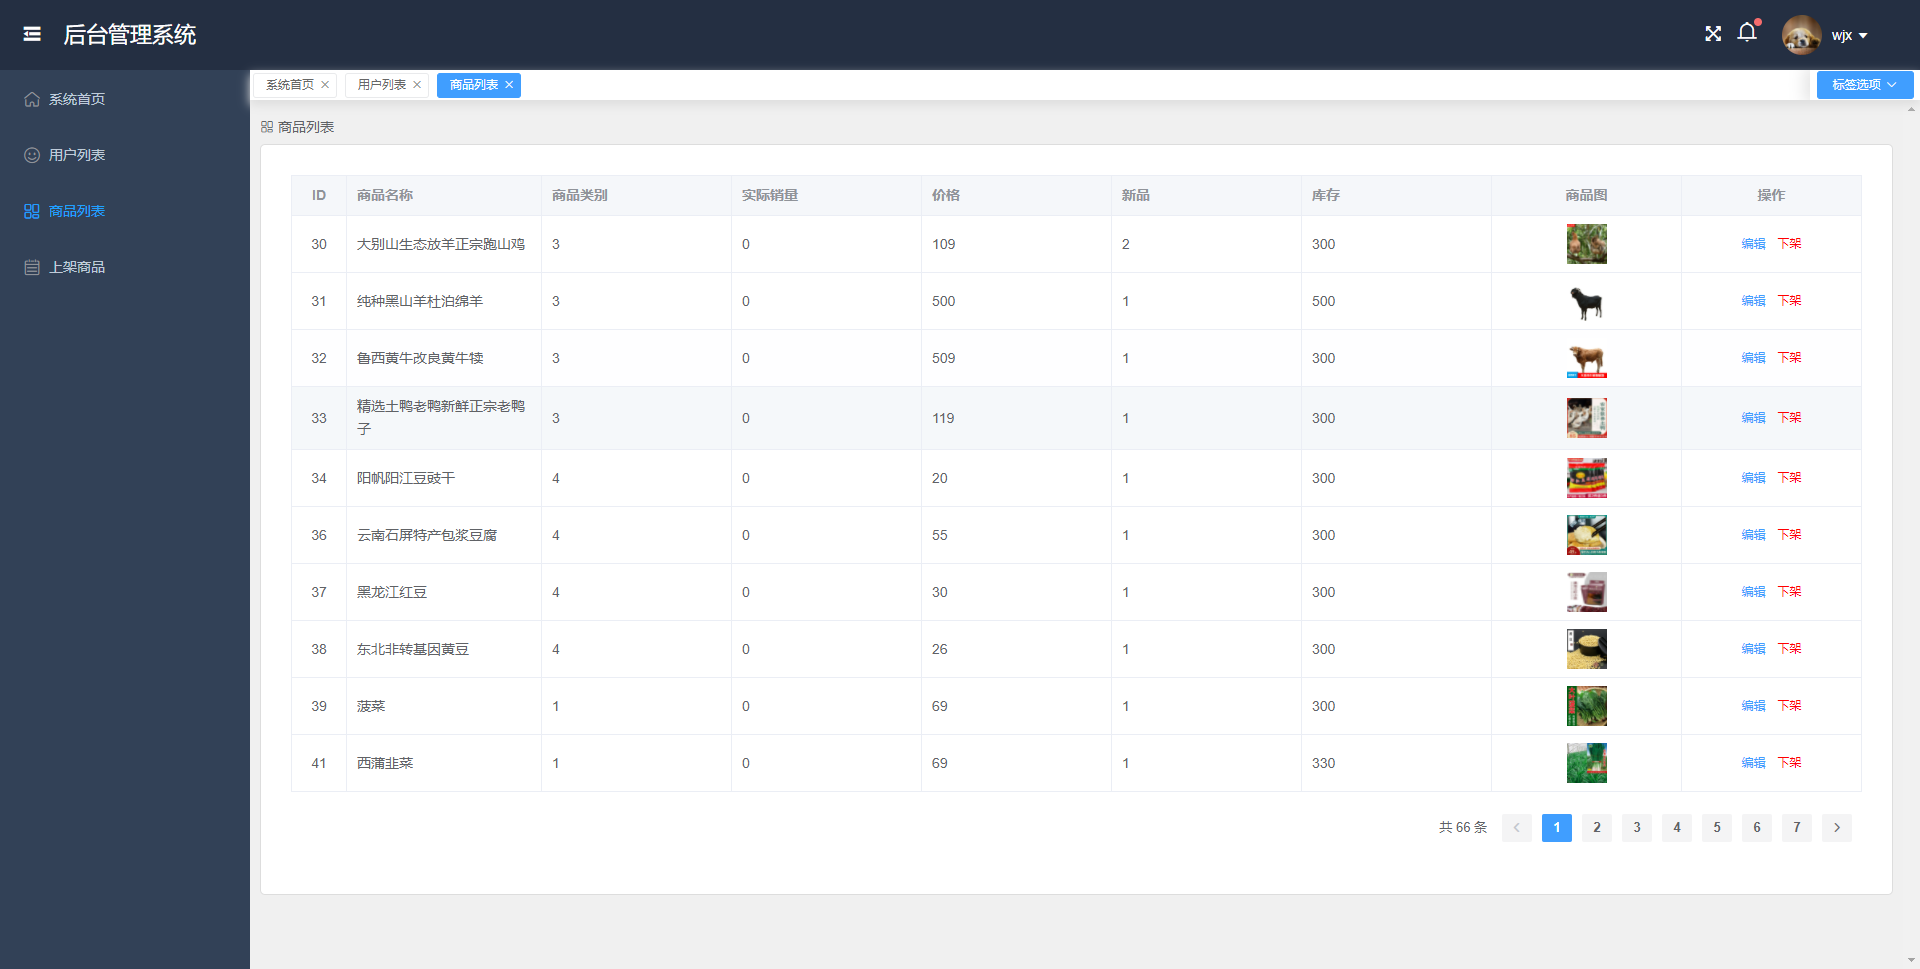 后台管理系统
wjx
系统首页
用户列表
商品列表
上架商品
系统首页 用户列表 商品列表 标签选项
商品列表
ID 商品名称 商品类别 实际销量 价格 新品 库存 商品图 操作
30 大别山生态放羊正宗跑山鸡 3 0 109 2 300 编辑 下架
31 纯种黑山羊杜泊绵羊 3 0 500 1 500 编辑 下架
32 鲁西黄牛改良黄牛犊 3 0 509 1 300 编辑 下架
33 精选土鸭老鸭新鲜正宗老鸭
子 3 0 119 1 300 编辑 下架
34 阳帆阳江豆豉干 4 0 20 1 300 编辑 下架
36 云南石屏特产包浆豆腐 4 0 55 1 300 编辑 下架
37 黑龙江红豆 4 0 30 1 300 编辑 下架
38 东北非转基因黄豆 4 0 26 1 300 编辑 下架
39 菠菜 1 0 69 1 300 编辑 下架
41 西蒲韭菜 1 0 69 1 330 编辑 下架
共 66 条 1 2 3 4 5 6 7